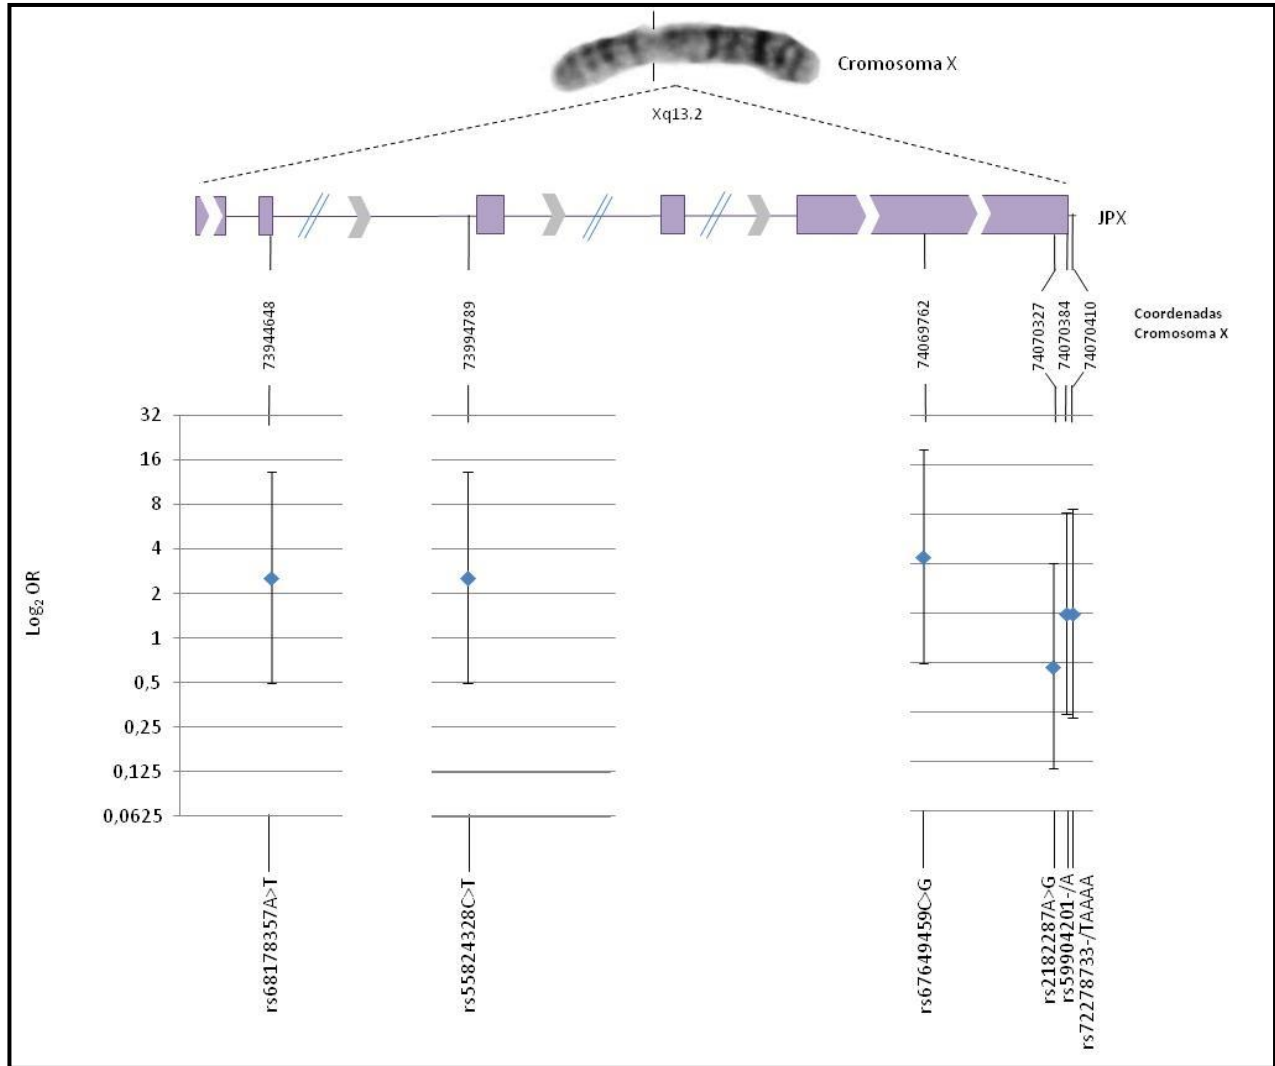 Cromosoma X
Xq13.2
JPX
73944648
73994789
74069762
74070327
74070384
74070410
Coordenadas
Cromosoma X
32
16
8
4
2
1
0,5
0,25
0,125
0,0625
Log2 OR
rs68178357A>T
rs55824328C>T
rs67649459C>G
rs2182287A>G
rs59904201-/A
rs72278733-/TAAAA